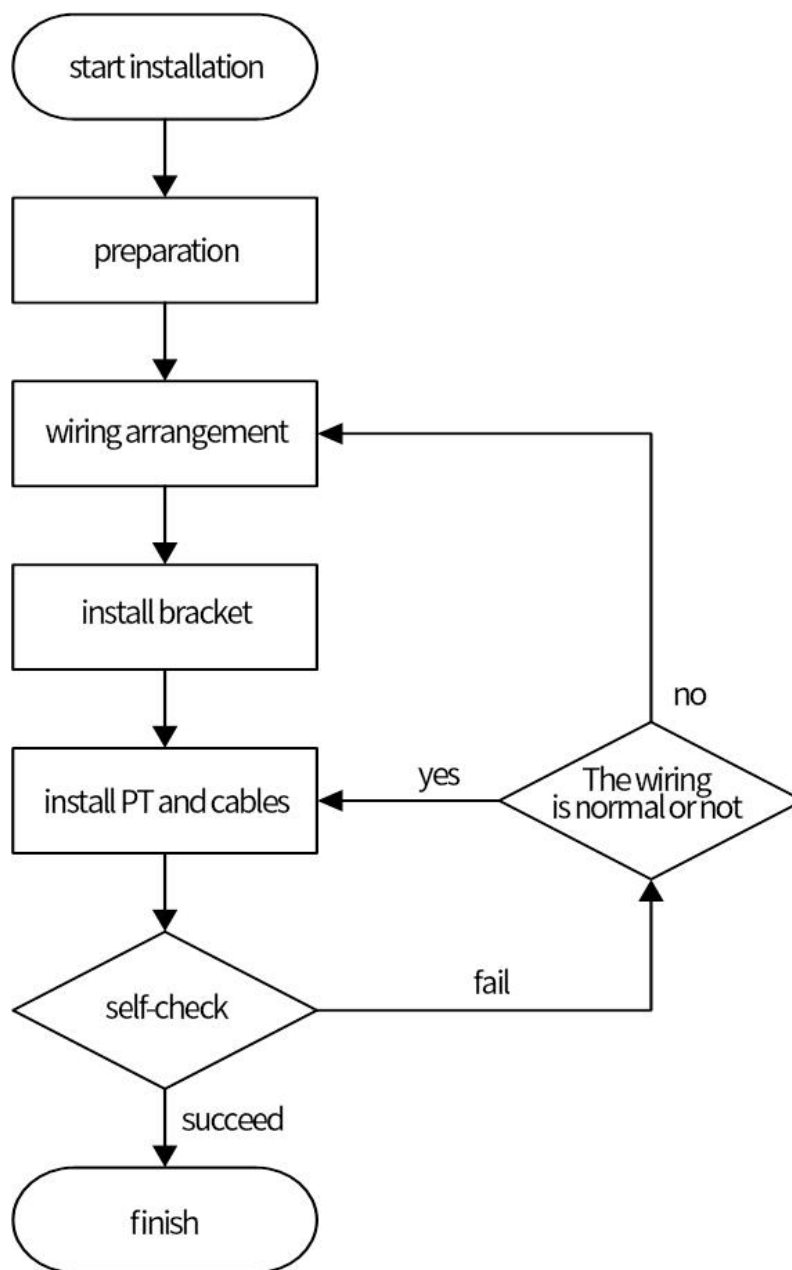 start installation
preparation
wiring arrangement
install bracket
no
yes
The wiring
is normal or not
install PT and cables
self-check
fail
succeed
finish